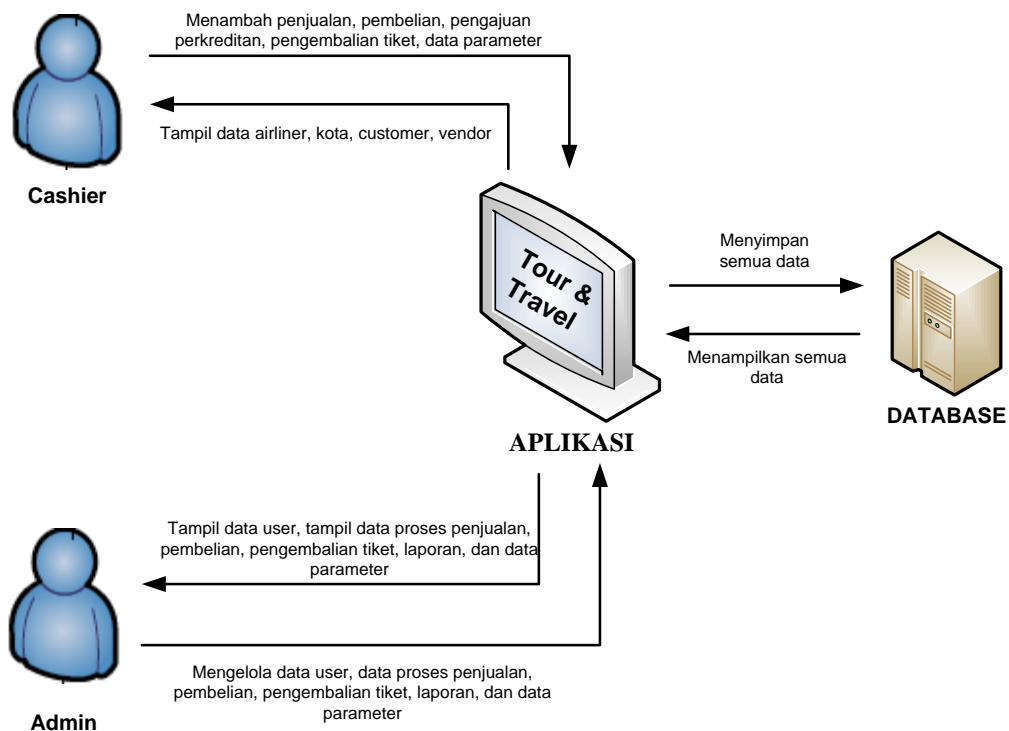 Menambah penjualan, pembelian, pengajuan
perkreditan, pengembalian tiket, data parameter
Tampil data airliner, kota, customer, vendor
Cashier
Tour &
Travel
APLIKASI
Menyimpan
semua data
Menampilkan semua
data
DATABASE
Tampil data user, tampil data proses penjualan,
pembelian, pengembalian tiket, laporan, dan data
parameter
Mengelola data user, data proses penjualan,
pembelian, pengembalian tiket, laporan, dan data
parameter
Admin